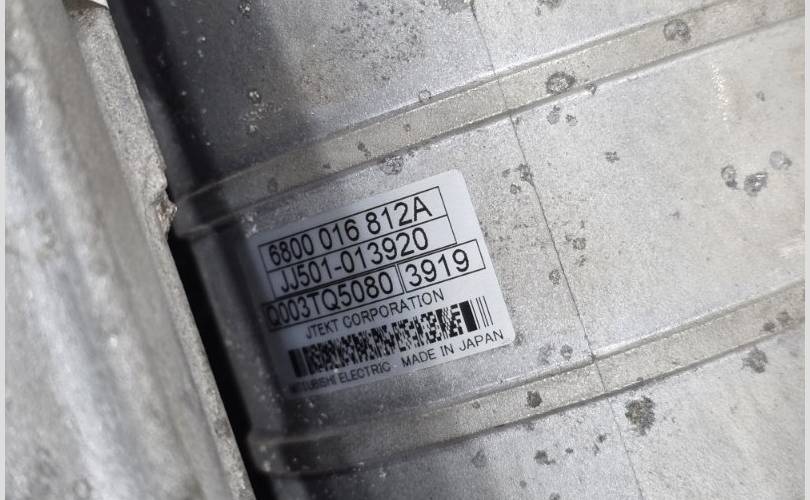 6800 016 812A
JJ501-013920
Q003TQ5080 3919
JTEKT CORPORATION
MITSUBISHI ELECTRIC MADE IN JAPAN